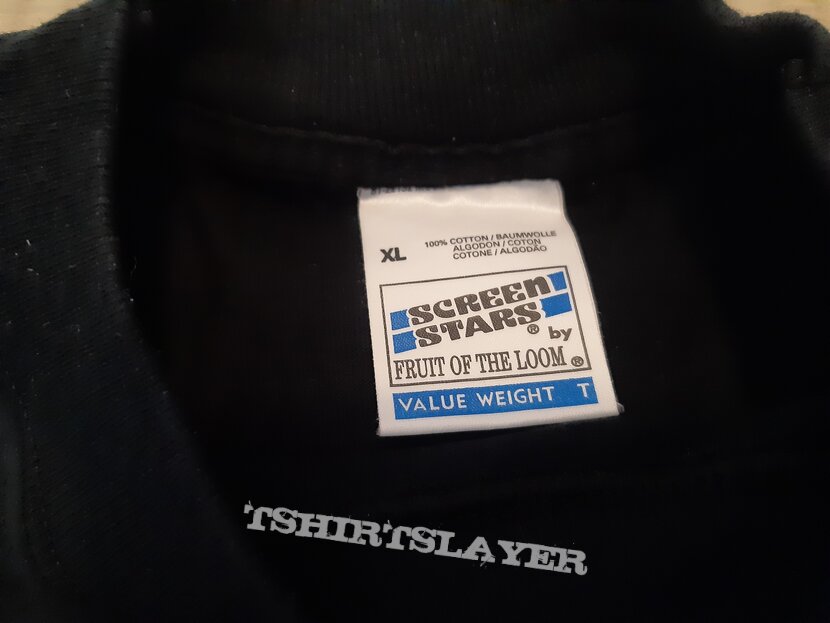 XL
100% COTTON / BAUMWOLLE
ALGODON / COTON
COTONE / ALGODÃO
SCREEN
STARS® by
FRUIT OF THE LOOM®
VALUE WEIGHT T
TSHIRTSLAYER